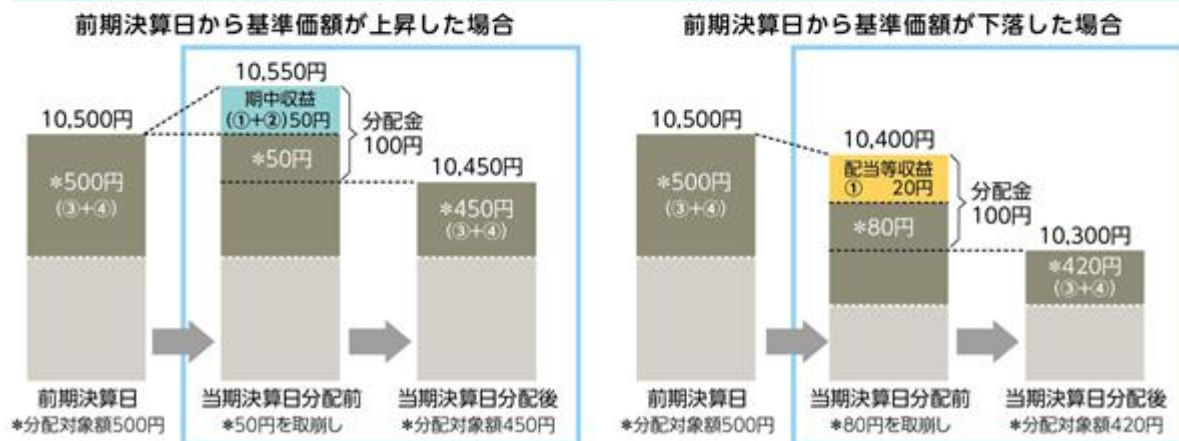 前期決算日から基準価額が上昇した場合
10,550円
期中収益
(①+②)50円
10,500円
分配金
100円
*50円
10,450円
*500円
(③+④)
*450円
(③+④)
前期決算日
*分配対象額500円
当期決算日分配前
*50円を取崩し
当期決算日分配後
*分配対象額450円
前期決算日から基準価額が下落した場合
10,500円
10,400円
配当等収益
① 20円
*500円
(③+④)
分配金
100円
*80円
10,300円
*420円
(③+④)
前期決算日
*分配対象額500円
当期決算日分配前
*80円を取崩し
当期決算日分配後
*分配対象額420円